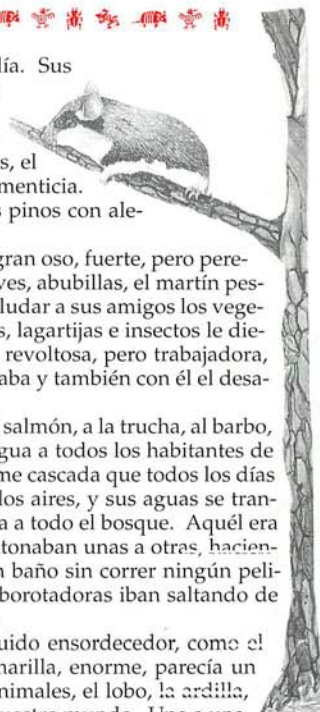 lía. Sus
s, el
menticia.
s pinos con ale-
gran oso, fuerte, pero pere-
ves, abubillas, el martín pes-
ludar a sus amigos los vege-
s, lagartijas e insectos le die-
revoltosa, pero trabajadora,
aba y también con él el desa-
salmón, a la trucha, al barbo,
gua a todos los habitantes de
me cascada que todos los días
los aires, y sus aguas se tran-
a a todo el bosque. Aquél era
tonaban unas a otras, hacien-
n baño sin correr ningún peli-
borotadoras iban saltando de
uido ensordecedor, como el
narilla, enorme, parecía un
nimales, el lobo, la ardilla,